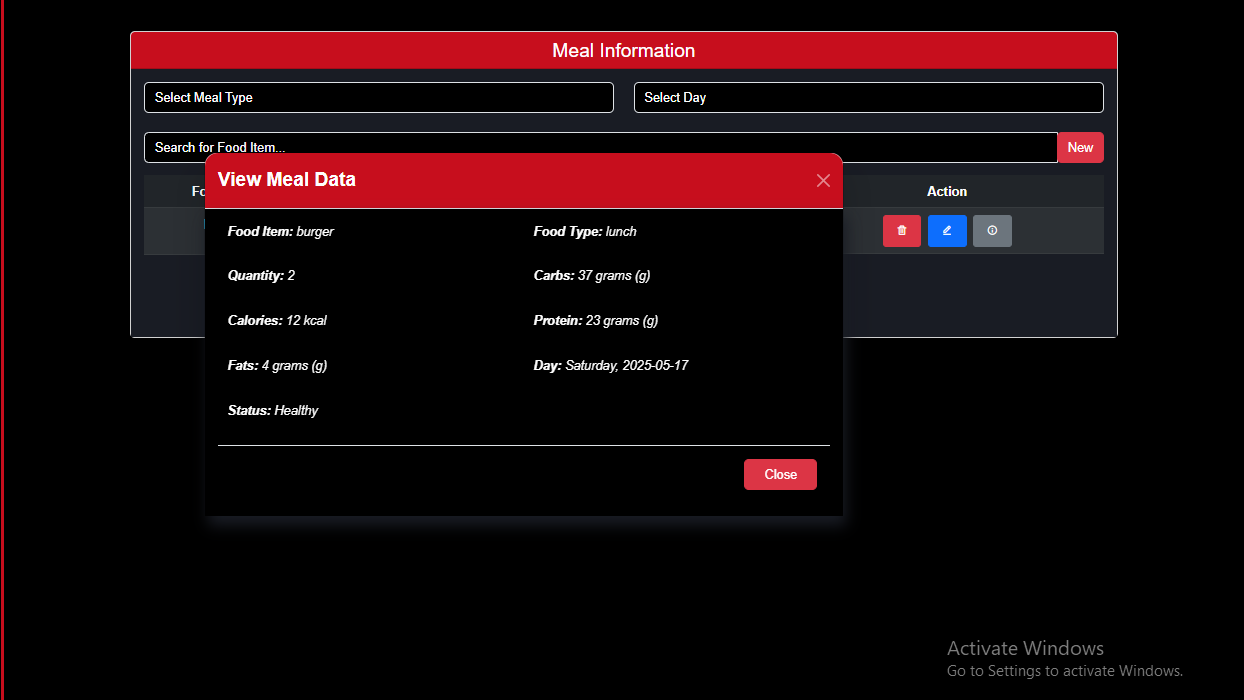 Meal Information
Select Meal Type
Select Day
Search for Food Item...
New
Action
View Meal Data
Food Item: burger
Food Type: lunch
Quantity: 2
Carbs: 37 grams (g)
Calories: 12 kcal
Protein: 23 grams (g)
Fats: 4 grams (g)
Day: Saturday, 2025-05-17
Status: Healthy
Close
Activate Windows
Go to Settings to activate Windows.